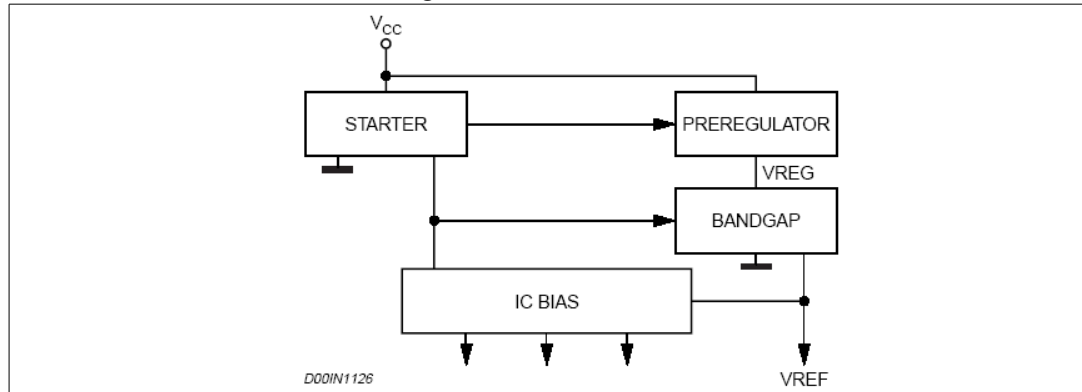 VCC
STARTER
PREREGULATOR
VREG
BANDGAP
IC BIAS
D00IN1126
VREF